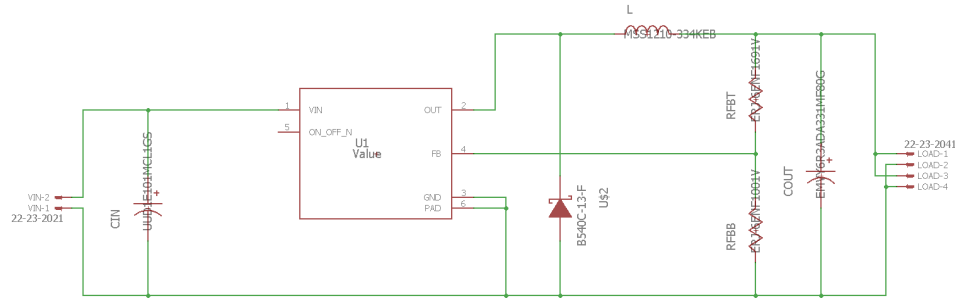 L
MSS1210-334KEB
1 VIN
OUT 2
5 ON_OFF_N
U1
Value
FB 4
GND 3
PAD 6
VIN-2
VIN-1
22-23-2021
CIN
UUD1E101MCL1GS
B540C-13-F
U$2
RFBT
ERJ-6ENF1691V
RFBB
ERJ-6ENF1001V
COUT
EMVY6R3ADA331MF80G
22-23-2041
LOAD-1
LOAD-2
LOAD-3
LOAD-4